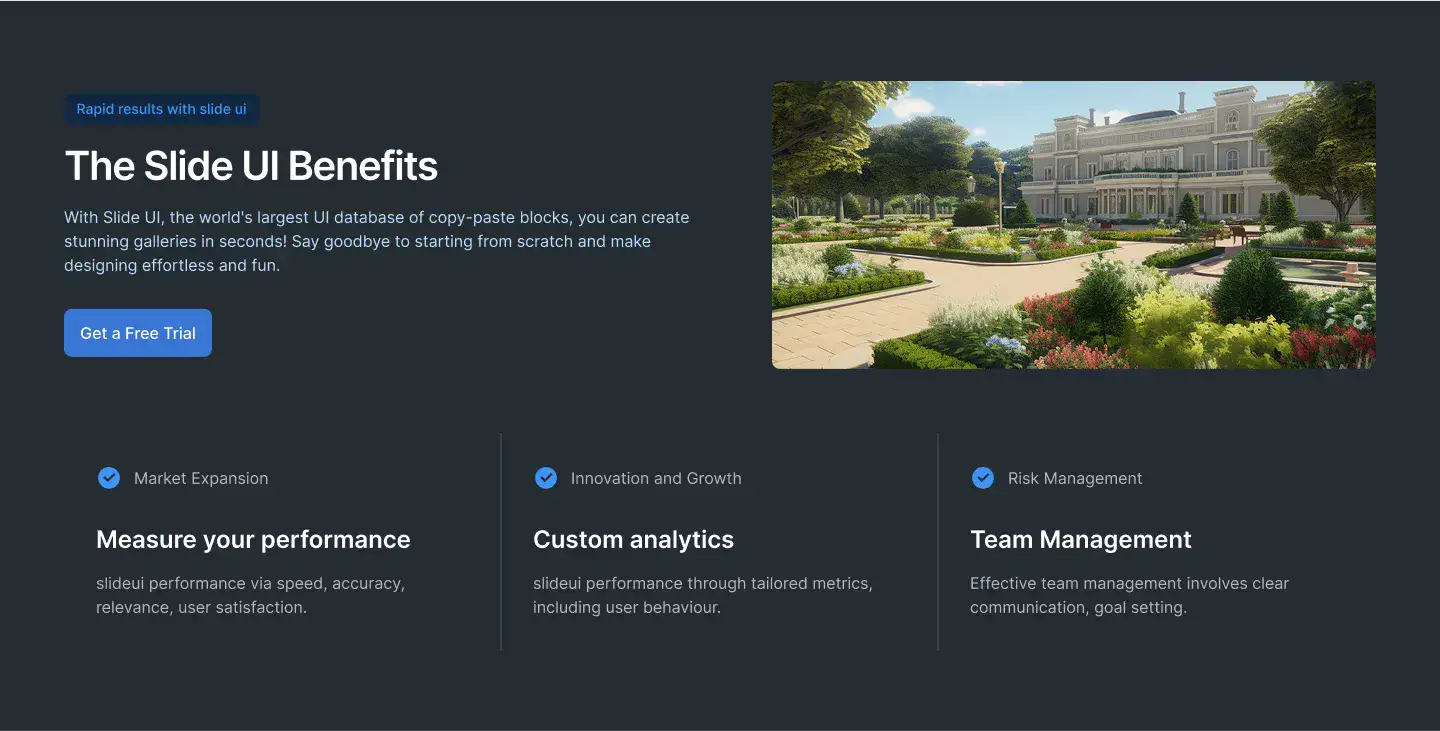 Rapid results with slide ui
The Slide UI Benefits
With Slide UI, the world's largest UI database of copy-paste blocks, you can create
stunning galleries in seconds! Say goodbye to starting from scratch and make
designing effortless and fun.
Get a Free Trial
Market Expansion
Measure your performance
slideui performance via speed, accuracy,
relevance, user satisfaction.
Innovation and Growth
Custom analytics
slideui performance through tailored metrics,
including user behaviour.
Risk Management
Team Management
Effective team management involves clear
communication, goal setting.